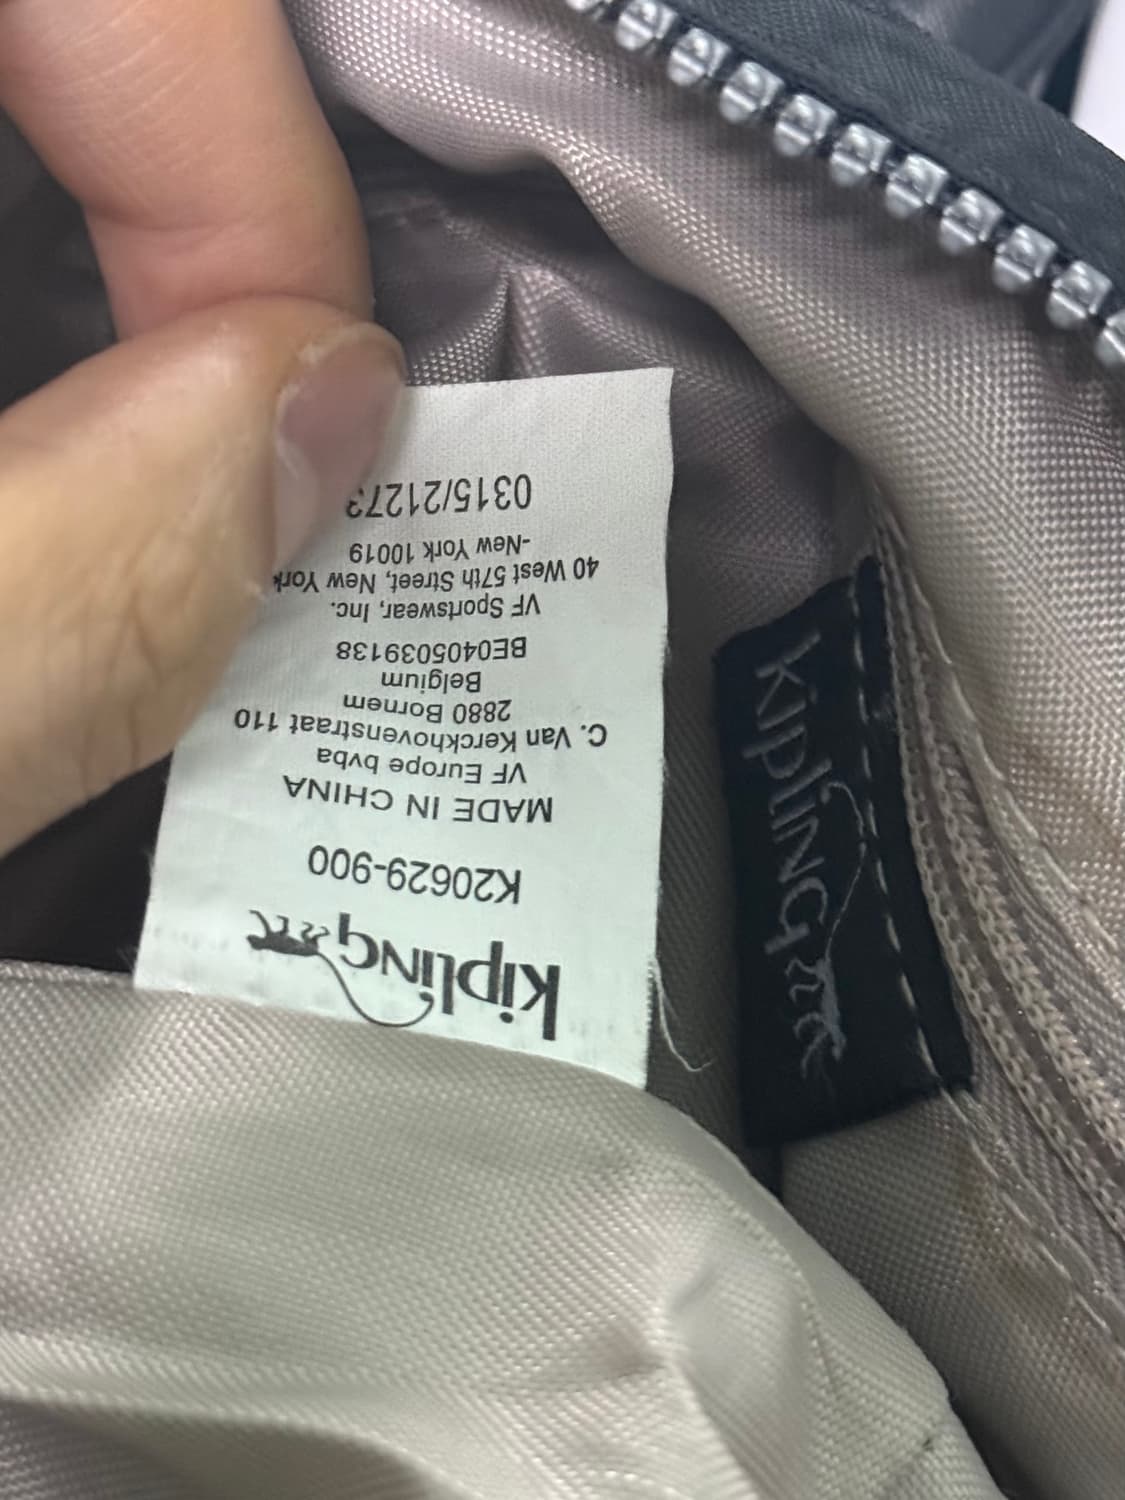 kipling
K20629-900
MADE IN CHINA
VF Europe bvba
C. Van Kerckhovenstraat 110
2880 Bornem
Belgium
BE0405039138
VF Sportswear, Inc.
40 West 57th Street, New York
-New York 10019
0315/21273
kipling